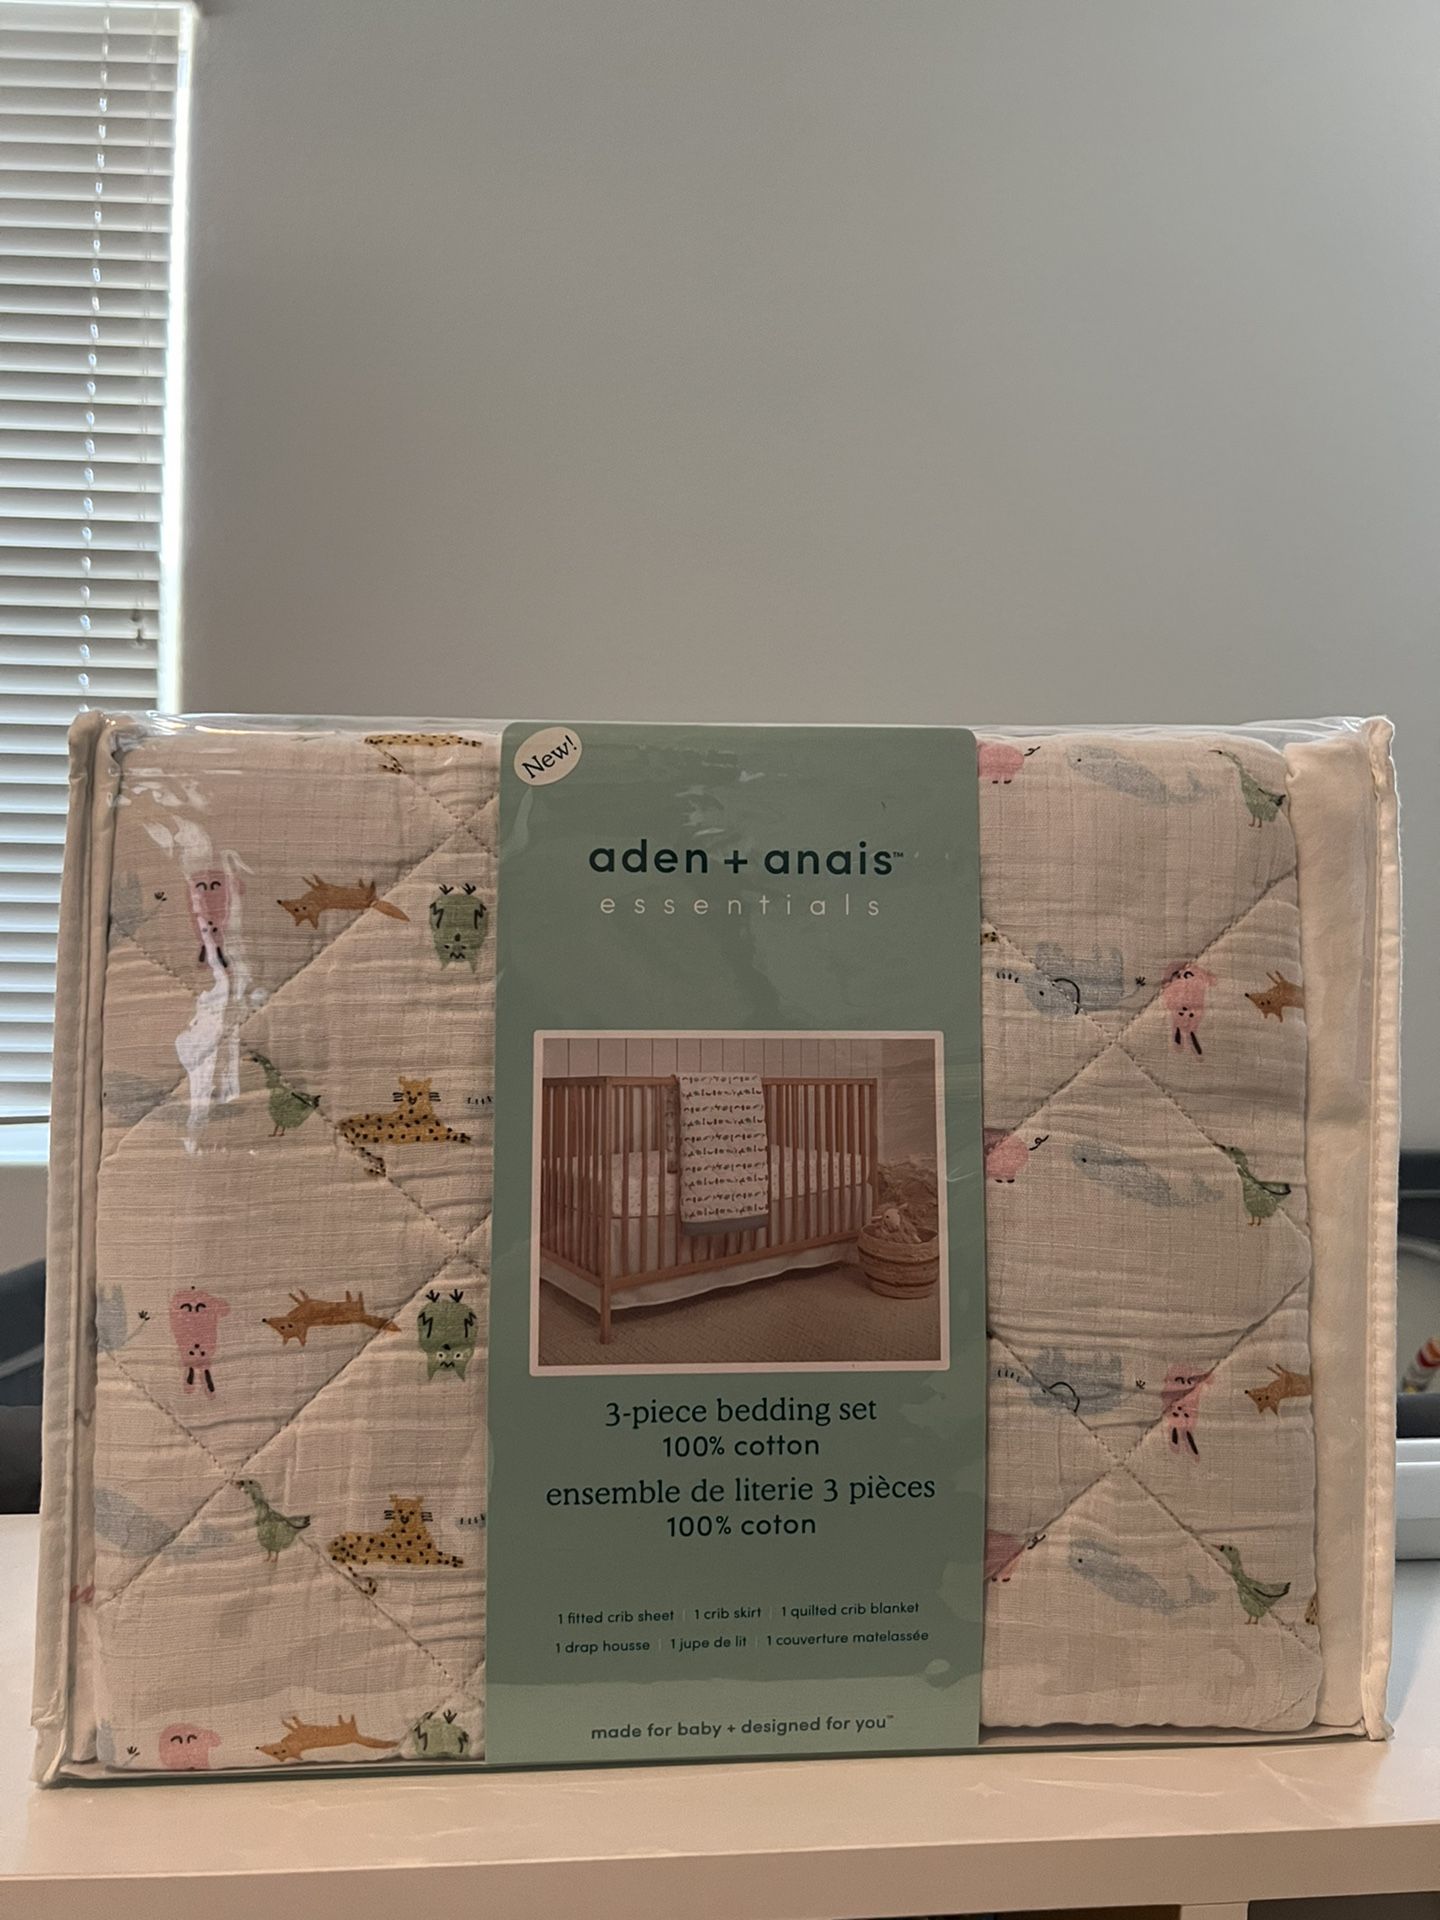 New!
aden + anais™
essentials
3-piece bedding set
100% cotton
ensemble de literie 3 pièces
100% coton
1 fitted crib sheet | 1 crib skirt | 1 quilted crib blanket
1 drap housse | 1 jupe de lit | 1 couverture matelassée
made for baby + designed for you™